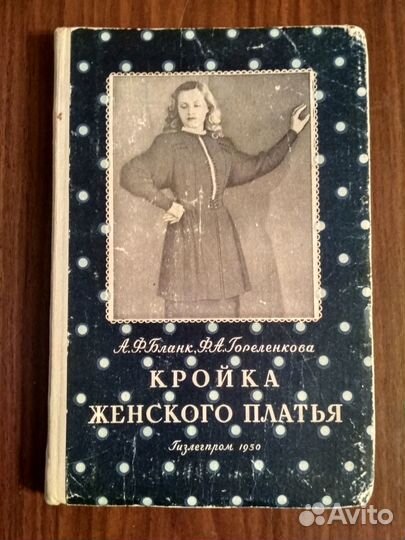 А.Ф.Бланк, Ф.А.Гореленкова
КРОЙКА
ЖЕНСКОГО ПЛАТЬЯ
Гизлегпром 1950
Avito